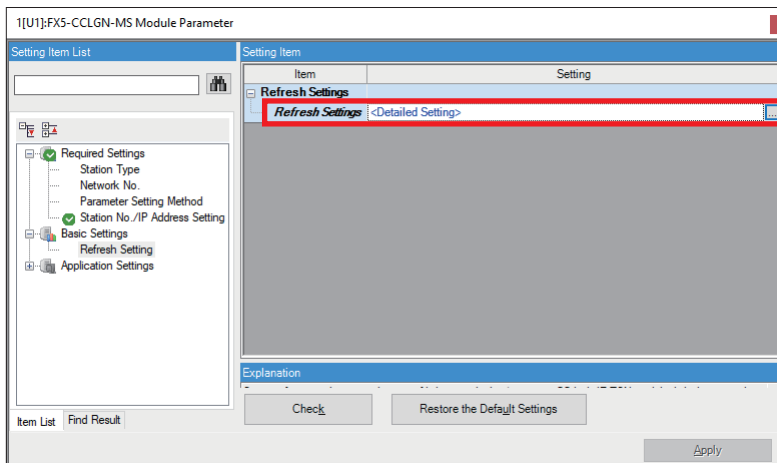 1[U1]:FX5-CCLGN-MS Module Parameter
Setting Item List
Setting Item
Item Setting
Refresh Settings
Refresh Settings <Detailed Setting> ...
Required Settings
Station Type
Network No.
Parameter Setting Method
Station No./IP Address Setting
Basic Settings
Refresh Setting
Application Settings
Explanation
Item List Find Result
Check Restore the Default Settings
Apply